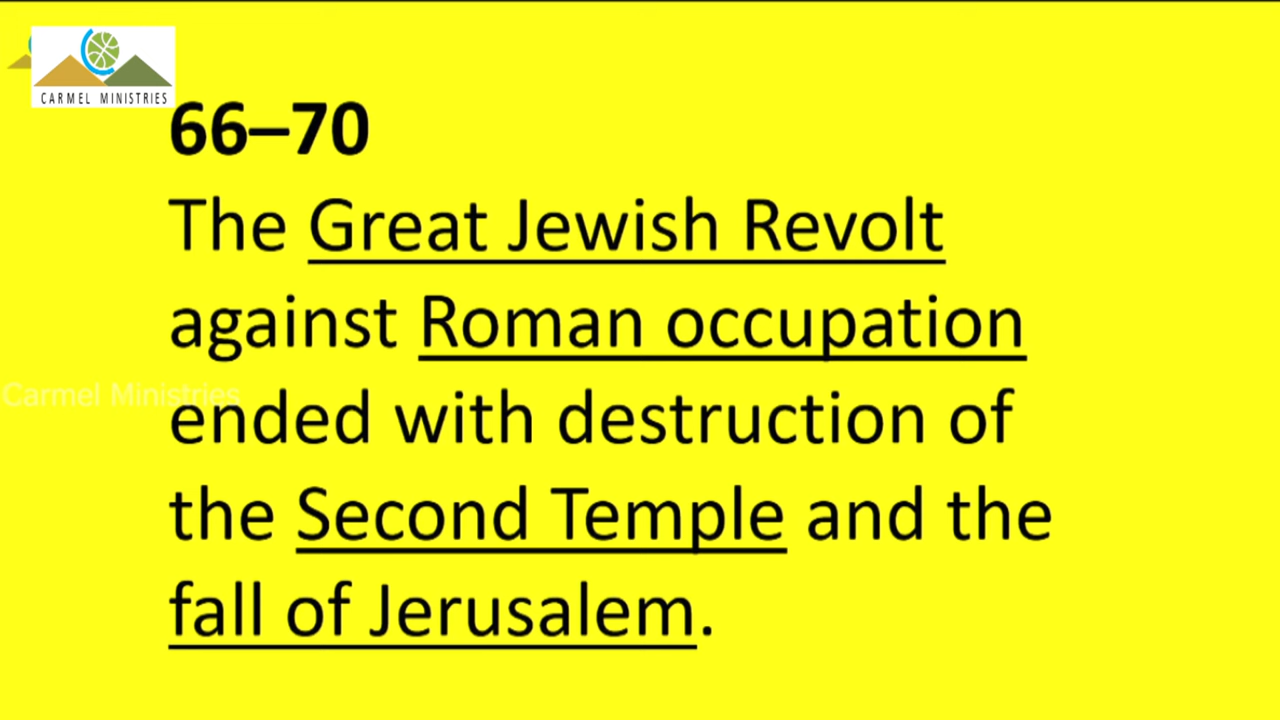 CARMEL MINISTRIES
66–70
The Great Jewish Revolt
against Roman occupation
Carmel Ministries
ended with destruction of
the Second Temple and the
fall of Jerusalem.